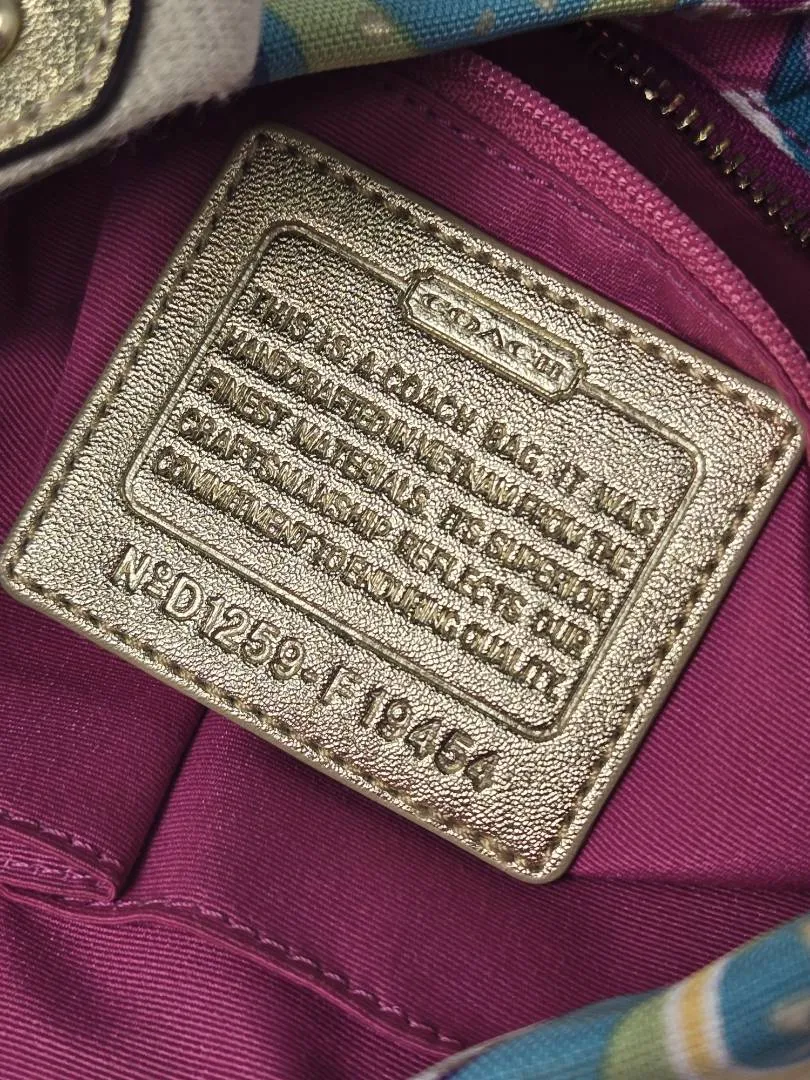 COACH
THIS IS A COACH BAG. IT WAS
HANDCRAFTED IN VIETNAM FROM THE
FINEST MATERIALS. ITS SUPERIOR
CRAFTSMANSHIP REFLECTS OUR
COMMITMENT TO ENDURING QUALITY.
Nº D1259-F19454